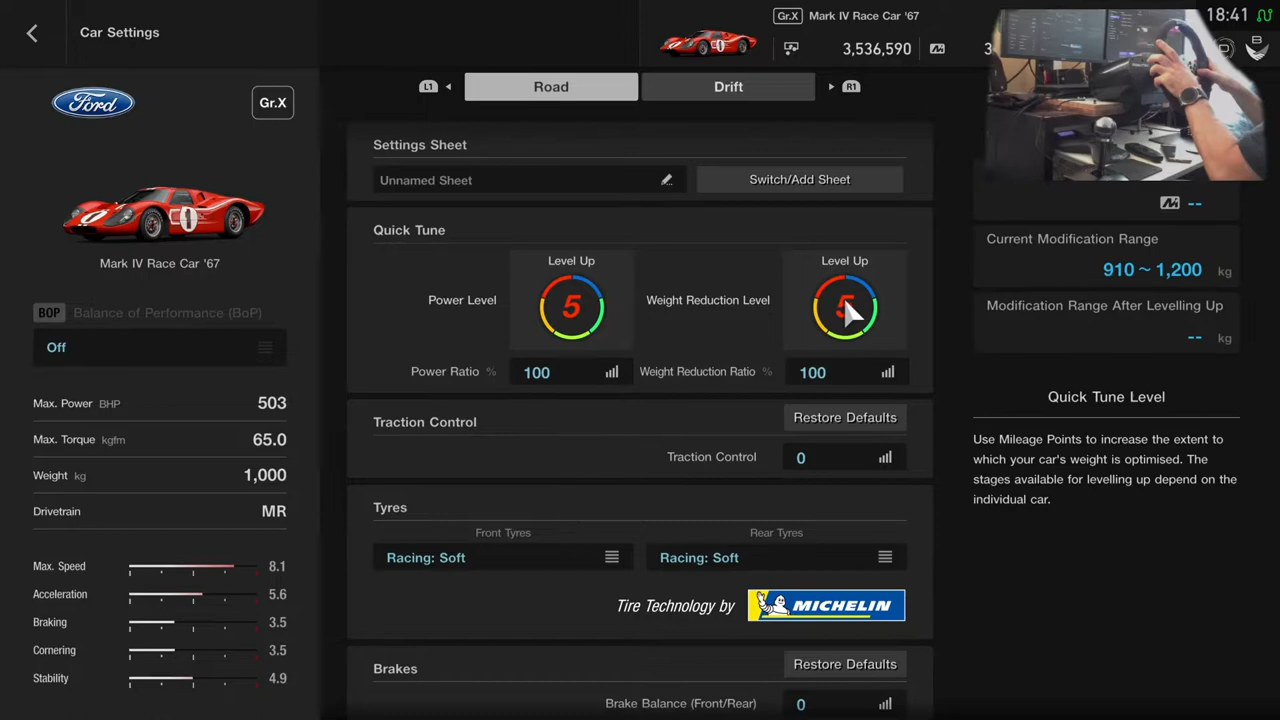 Car Settings
Gr.X Mark IV Race Car '67
3,536,590
18:41
Ford
Gr.X
L1 Road Drift R1
Mark IV Race Car '67
BOP Balance of Performance (BoP)
Off
Max. Power BHP 503
Max. Torque kgfm 65.0
Weight kg 1,000
Drivetrain MR
Max. Speed 8.1
Acceleration 5.6
Braking 3.5
Cornering 3.5
Stability 4.9
Settings Sheet
Unnamed Sheet Switch/Add Sheet
Quick Tune
Level Up Level Up
Power Level 5 Weight Reduction Level 5
Power Ratio % 100 Weight Reduction Ratio % 100
Traction Control Restore Defaults
Traction Control 0
Tyres
Front Tyres Rear Tyres
Racing: Soft Racing: Soft
Tire Technology by MICHELIN
Brakes Restore Defaults
Brake Balance (Front/Rear) 0
--
Current Modification Range
910 ~ 1,200 kg
Modification Range After Levelling Up
-- kg
Quick Tune Level
Use Mileage Points to increase the extent to
which your car's weight is optimised. The
stages available for levelling up depend on the
individual car.